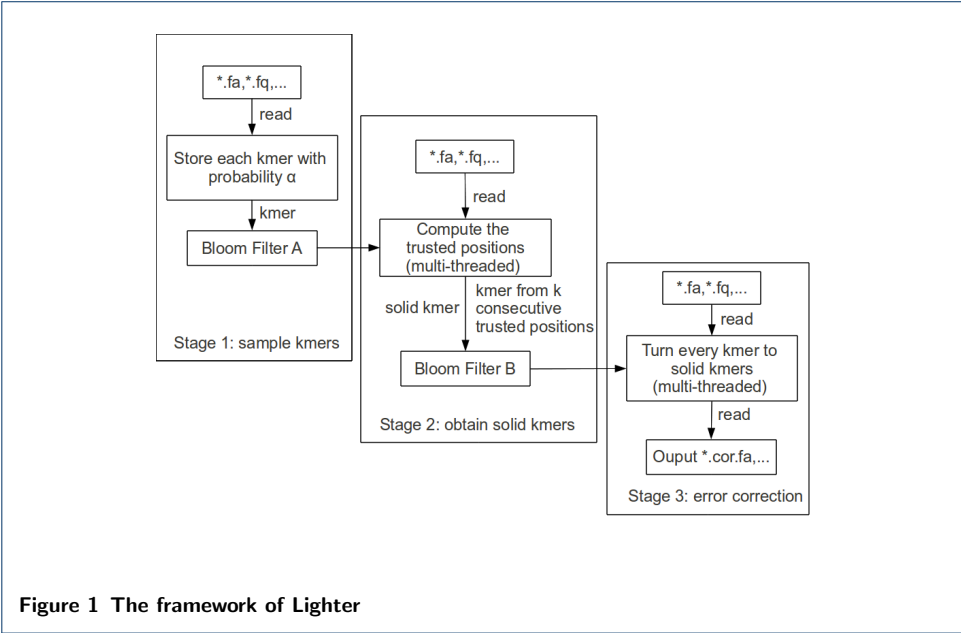 *.fa,*.fq,...
read
Store each kmer with
probability α
kmer
Bloom Filter A
Stage 1: sample kmers
*.fa,*.fq,...
read
Compute the
trusted positions
(multi-threaded)
solid kmer
kmer from k
consecutive
trusted positions
Bloom Filter B
Stage 2: obtain solid kmers
*.fa,*.fq,...
read
Turn every kmer to
solid kmers
(multi-threaded)
read
Ouput *.cor.fa,...
Stage 3: error correction
Figure 1 The framework of Lighter